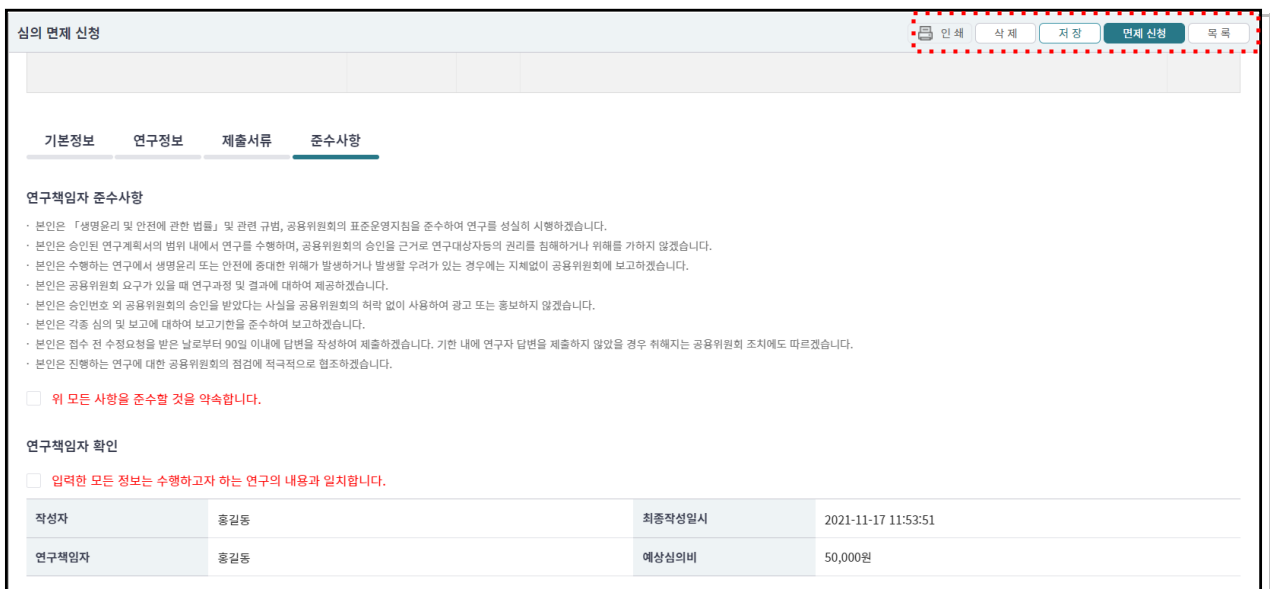 심의 면제 신청 인쇄 삭제 저장 면제 신청 목록
기본정보 연구정보 제출서류 준수사항
연구책임자 준수사항
· 본인은 「생명윤리 및 안전에 관한 법률」 및 관련 규범, 공용위원회의 표준운영지침을 준수하여 연구를 성실히 시행하겠습니다.
· 본인은 승인된 연구계획서의 범위 내에서 연구를 수행하며, 공용위원회의 승인을 근거로 연구대상자등의 권리를 침해하거나 위해를 가하지 않겠습니다.
· 본인은 수행하는 연구에서 생명윤리 또는 안전에 중대한 위해가 발생하거나 발생할 우려가 있는 경우에는 지체없이 공용위원회에 보고하겠습니다.
· 본인은 공용위원회 요구가 있을 때 연구과정 및 결과에 대하여 제공하겠습니다.
· 본인은 승인번호 외 공용위원회의 승인을 받았다는 사실을 공용위원회의 허락 없이 사용하여 광고 또는 홍보하지 않겠습니다.
· 본인은 각종 심의 및 보고에 대하여 보고기한을 준수하여 보고하겠습니다.
· 본인은 접수 전 수정요청을 받은 날로부터 90일 이내에 답변을 작성하여 제출하겠습니다. 기한 내에 연구자 답변을 제출하지 않았을 경우 취해지는 공용위원회 조치에도 따르겠습니다.
· 본인은 진행하는 연구에 대한 공용위원회의 점검에 적극적으로 협조하겠습니다.
위 모든 사항을 준수할 것을 약속합니다.
연구책임자 확인
입력한 모든 정보는 수행하고자 하는 연구의 내용과 일치합니다.
작성자 홍길동 최종작성일시 2021-11-17 11:53:51
연구책임자 홍길동 예상심의비 50,000원